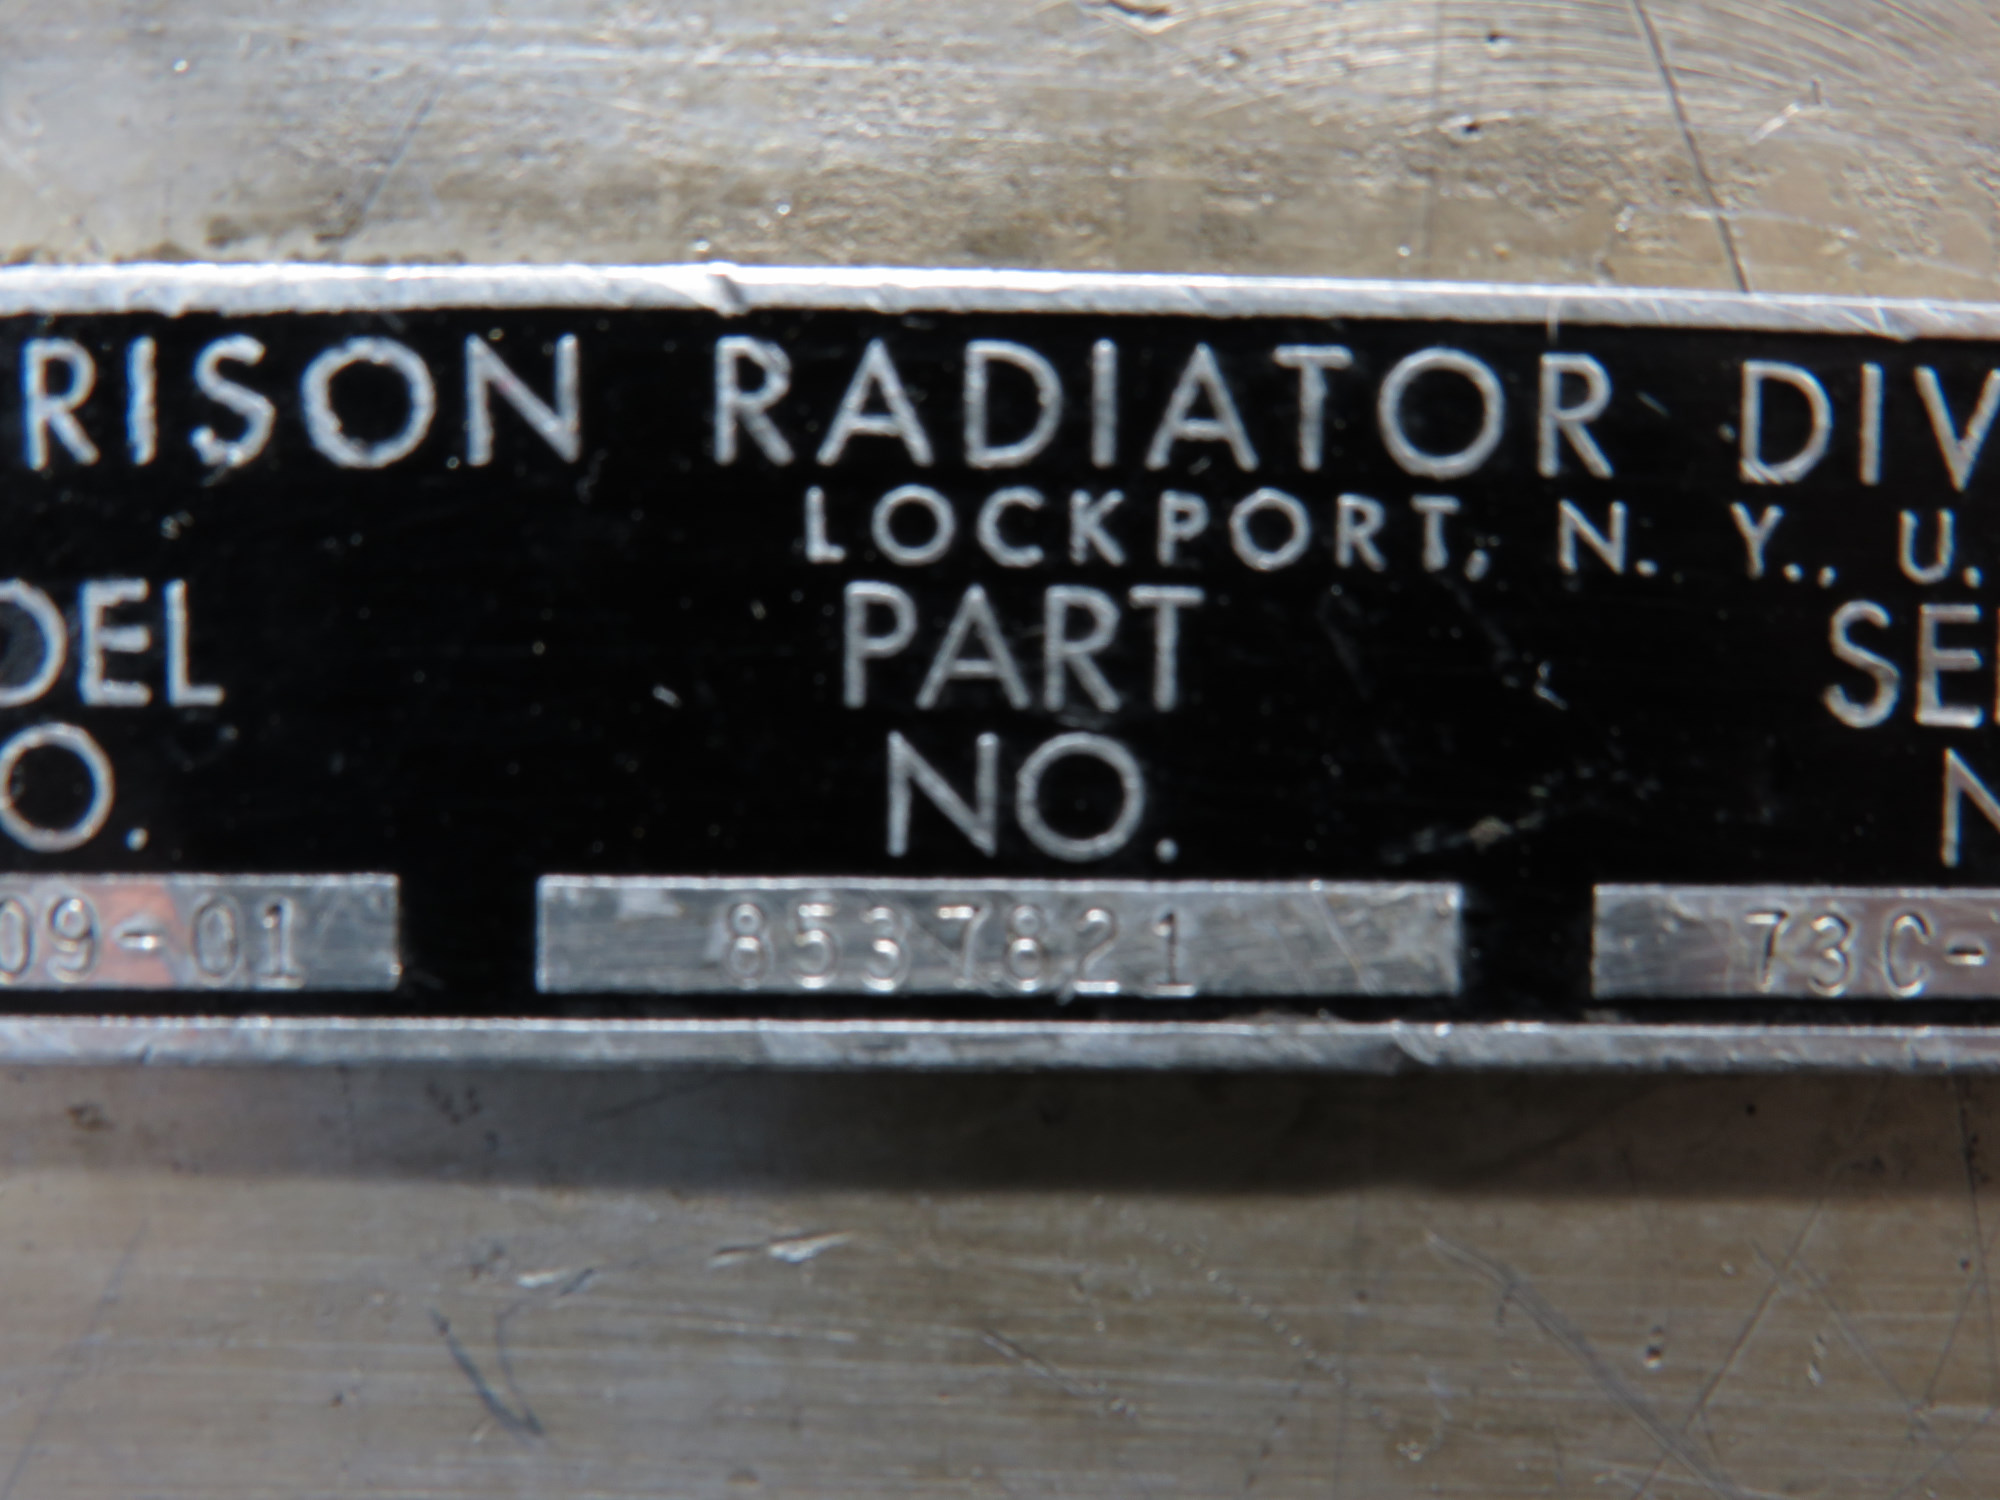 RISON RADIATOR DIV
LOCKPORT, N. Y., U.
DEL PART SE
O. NO. N
09-01 8537821 73C-